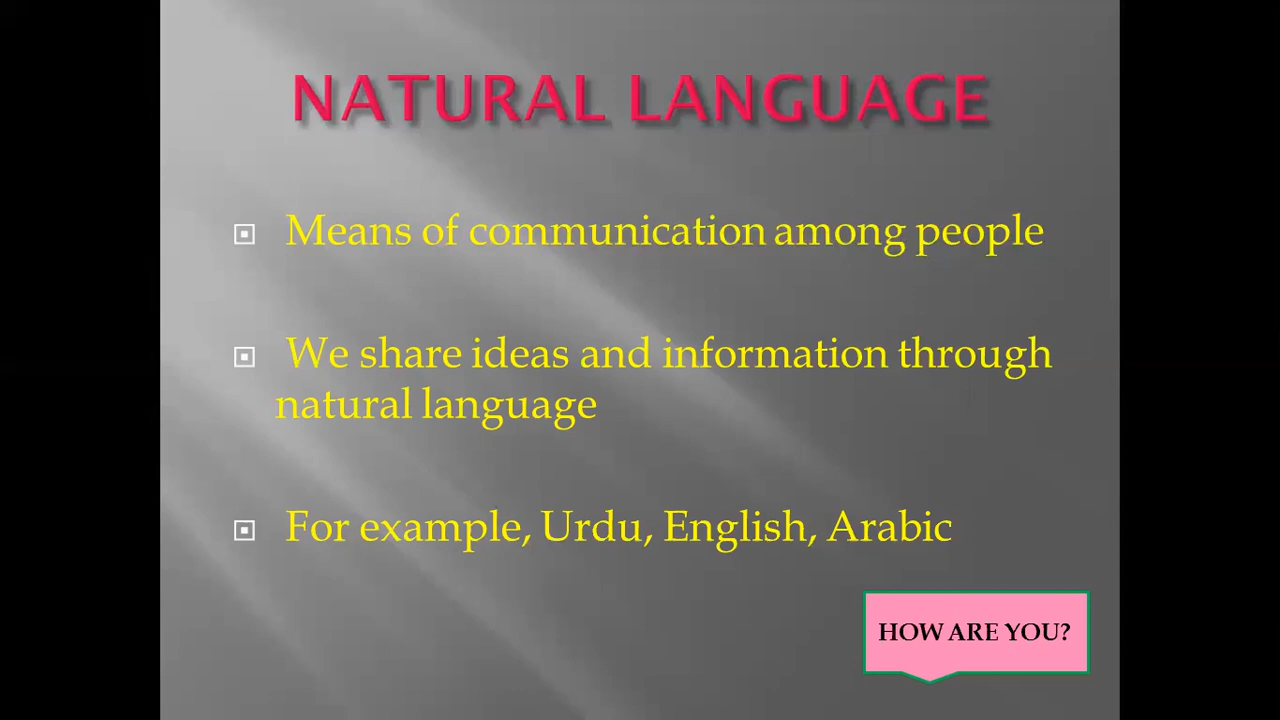 NATURAL LANGUAGE
Means of communication among people
We share ideas and information through
natural language
For example, Urdu, English, Arabic
HOW ARE YOU?